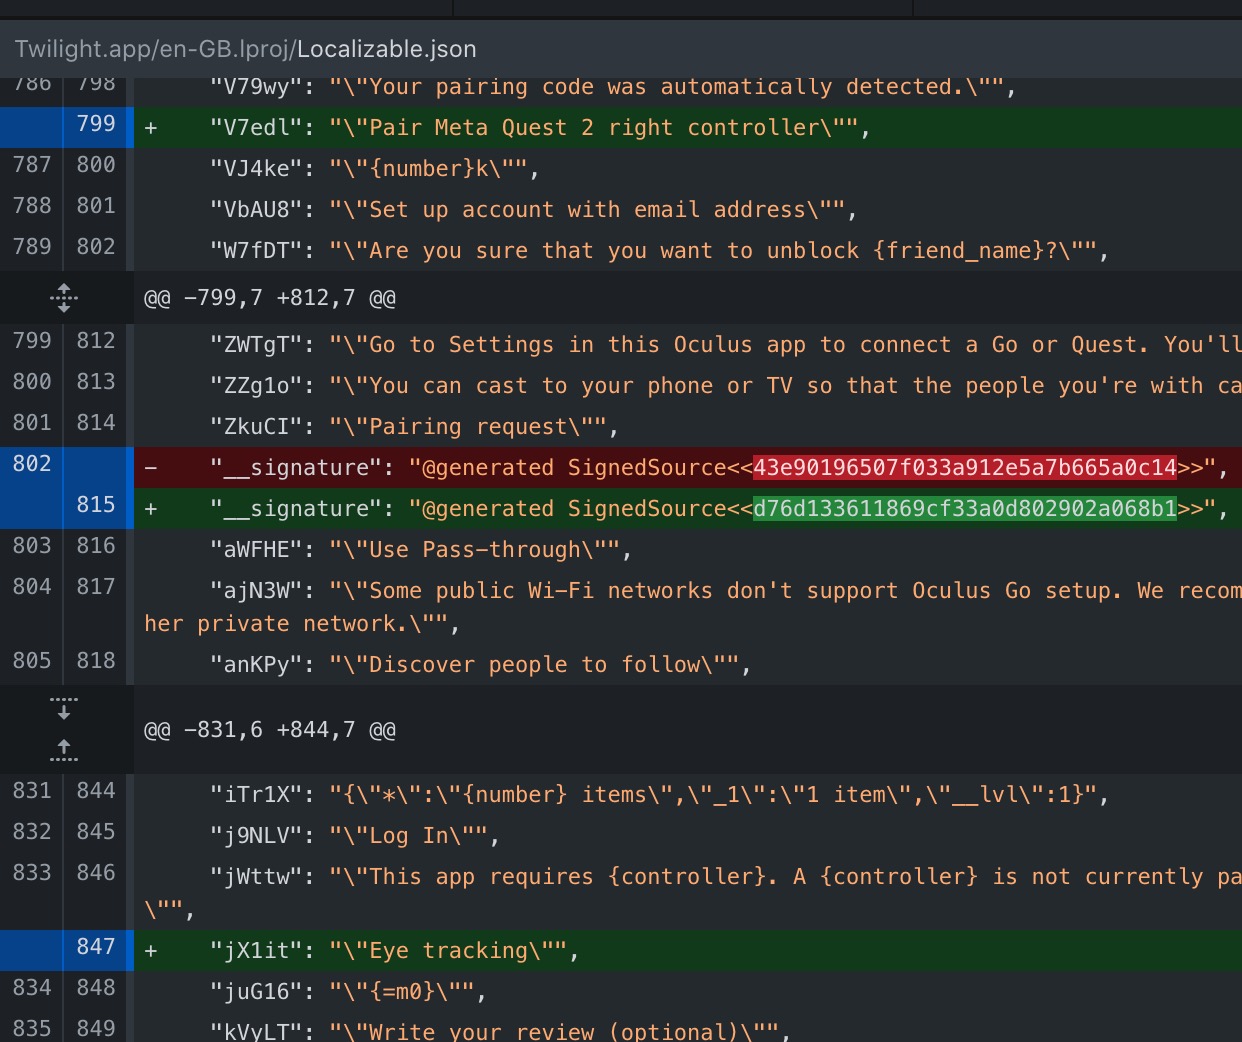 Twilight.app/en-GB.lproj/Localizable.json
786 798 "V79wy": "\"Your pairing code was automatically detected.\"",
799 + "V7edl": "\"Pair Meta Quest 2 right controller\"",
787 800 "VJ4ke": "\"{number}k\"",
788 801 "VbAU8": "\"Set up account with email address\"",
789 802 "W7fDT": "\"Are you sure that you want to unblock {friend_name}?\"",
@@ -799,7 +812,7 @@
799 812 "ZWTgT": "\"Go to Settings in this Oculus app to connect a Go or Quest. You'll
800 813 "ZZg1o": "\"You can cast to your phone or TV so that the people you're with ca
801 814 "ZkuCI": "\"Pairing request\"",
802 − "__signature": "@generated SignedSource<<43e90196507f033a912e5a7b665a0c14>>",
815 + "__signature": "@generated SignedSource<<d76d133611869cf33a0d802902a068b1>>",
803 816 "aWFHE": "\"Use Pass-through\"",
804 817 "ajN3W": "\"Some public Wi-Fi networks don't support Oculus Go setup. We recom
her private network.\"",
805 818 "anKPy": "\"Discover people to follow\"",
@@ -831,6 +844,7 @@
831 844 "iTr1X": "{\"*\":\"{number} items\",\"_1\":\"1 item\",\"__lvl\":1}",
832 845 "j9NLV": "\"Log In\"",
833 846 "jWttw": "\"This app requires {controller}. A {controller} is not currently pa
\"",
847 + "jX1it": "\"Eye tracking\"",
834 848 "juG16": "\"{=m0}\"",
835 849 "kVyLT": "\"Write your review (optional)\"",